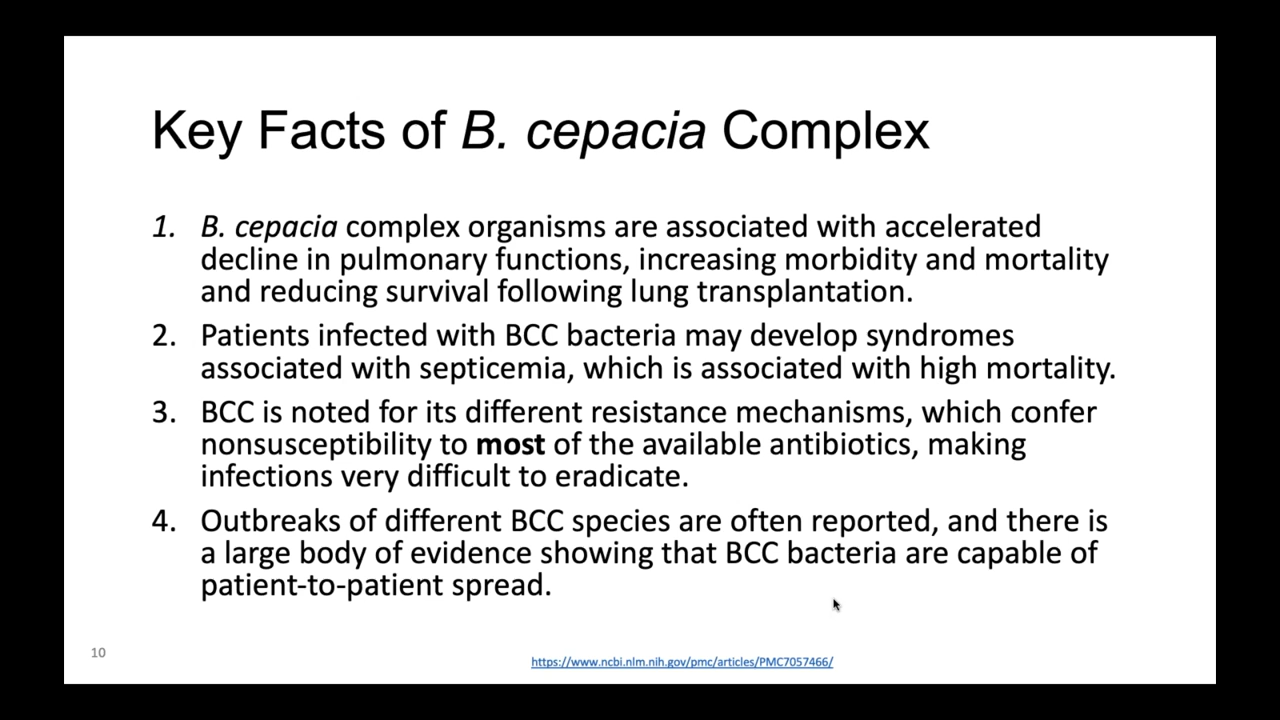 Key Facts of B. cepacia Complex
1. B. cepacia complex organisms are associated with accelerated
decline in pulmonary functions, increasing morbidity and mortality
and reducing survival following lung transplantation.
2. Patients infected with BCC bacteria may develop syndromes
associated with septicemia, which is associated with high mortality.
3. BCC is noted for its different resistance mechanisms, which confer
nonsusceptibility to most of the available antibiotics, making
infections very difficult to eradicate.
4. Outbreaks of different BCC species are often reported, and there is
a large body of evidence showing that BCC bacteria are capable of
patient-to-patient spread.
10
https://www.ncbi.nlm.nih.gov/pmc/articles/PMC7057466/